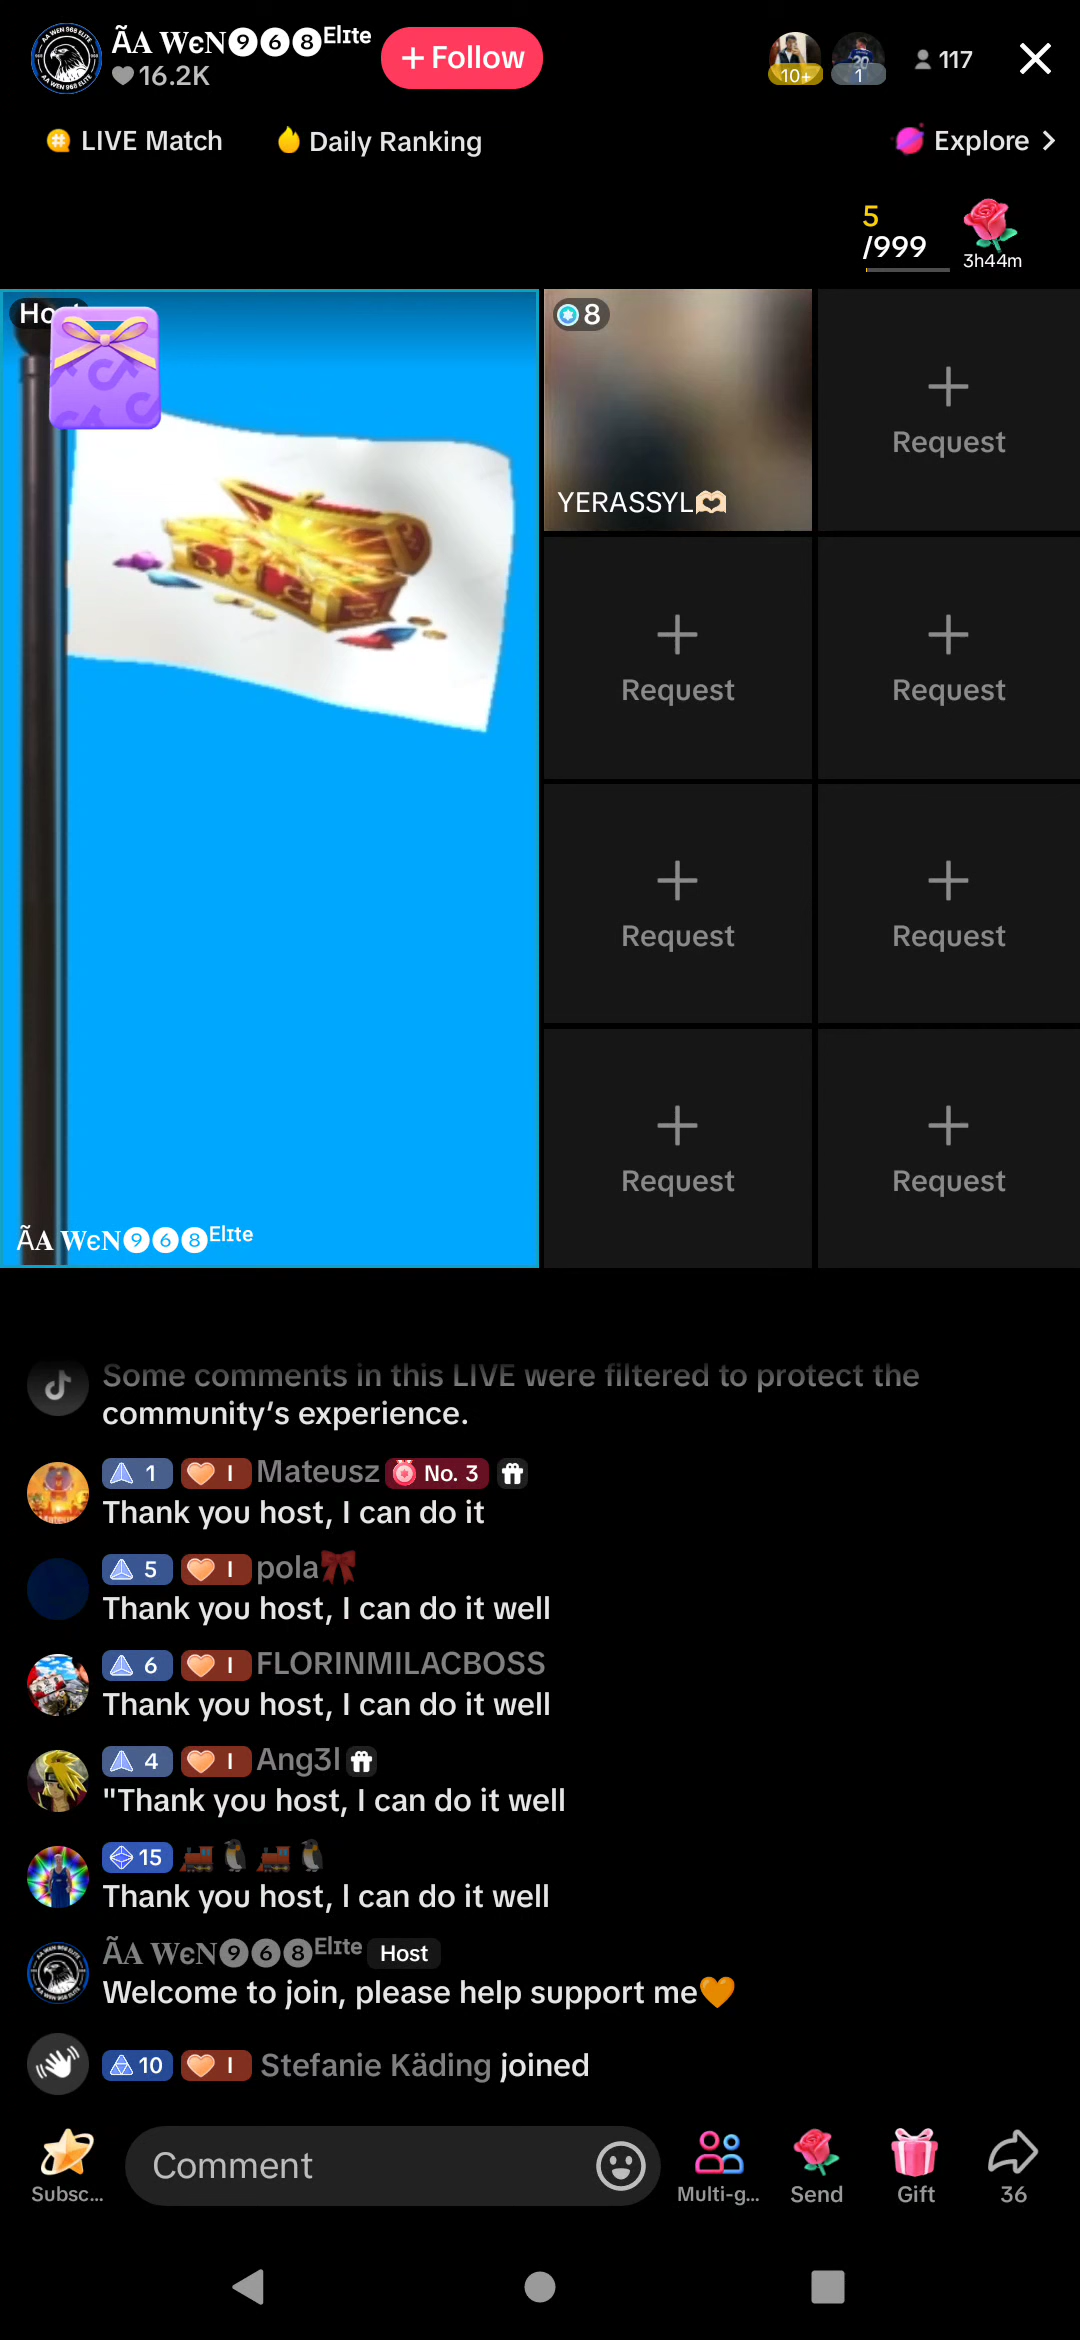 ÃA WєN❾❻❽ᴱˡᶦᵗᵉ
16.2K
+ Follow
10+
1
117
LIVE Match
Daily Ranking
Explore
5
/999
3h44m
8
YERASSYL🫶🏻
Request
Request
Request
Request
Request
Request
Request
ÃA WєN❾❻❽ᴱˡᶦᵗᵉ
Some comments in this LIVE were filtered to protect the
community's experience.
1 I Mateusz No. 3
Thank you host, I can do it
5 I pola🎀
Thank you host, I can do it well
6 I FLORINMILACBOSS
Thank you host, I can do it well
4 I Ang3l
"Thank you host, I can do it well
15 🚂🐧🚂🐧
Thank you host, I can do it well
ÃA WєN❾❻❽ᴱˡᶦᵗᵉ Host
Welcome to join, please help support me🧡
10 I Stefanie Käding joined
Comment
Subsc...
Multi-g...
Send
Gift
36